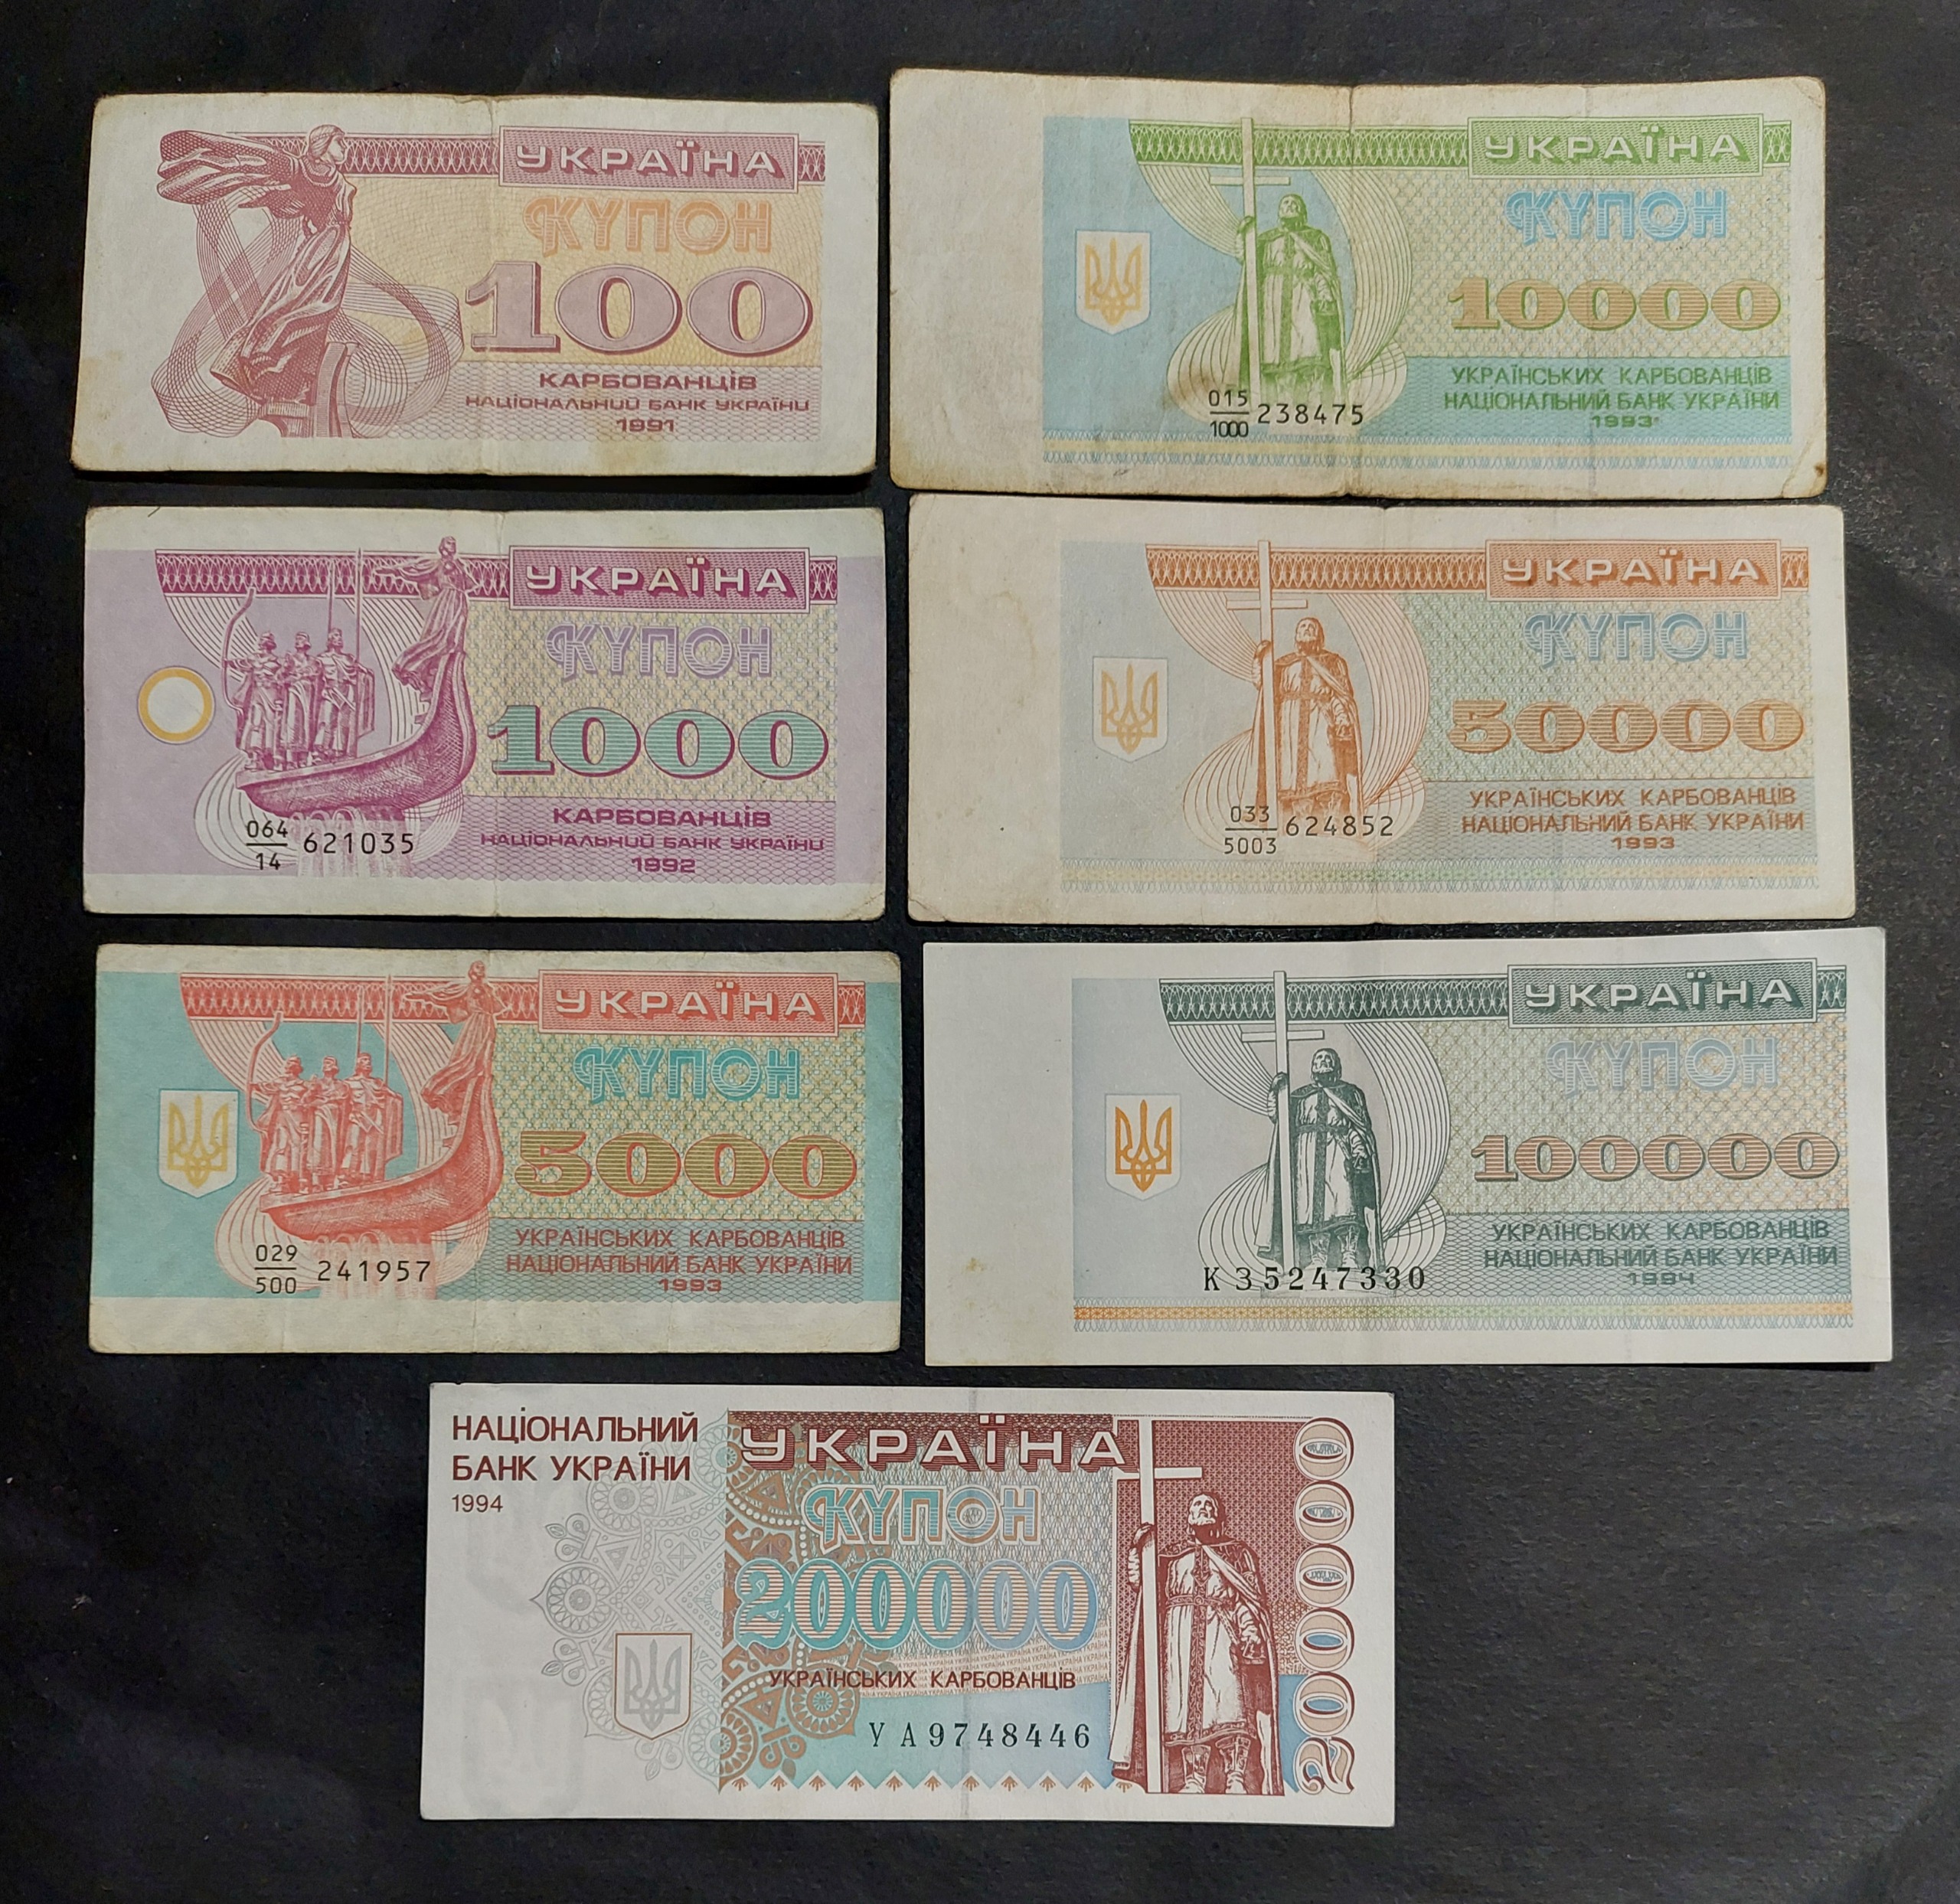 УКРАЇНА
КУПОН
100
КАРБОВАНЦІВ
НАЦІОНАЛЬНИЙ БАНК УКРАЇНИ
1991
УКРАЇНА
КУПОН
10000
УКРАЇНСЬКИХ КАРБОВАНЦІВ
НАЦІОНАЛЬНИЙ БАНК УКРАЇНИ
1993
015
1000
238475
УКРАЇНА
КУПОН
1000
КАРБОВАНЦІВ
НАЦІОНАЛЬНИЙ БАНК УКРАЇНИ
1992
064
14
621035
УКРАЇНА
КУПОН
50000
УКРАЇНСЬКИХ КАРБОВАНЦІВ
НАЦІОНАЛЬНИЙ БАНК УКРАЇНИ
1993
033
5003
624852
УКРАЇНА
КУПОН
5000
УКРАЇНСЬКИХ КАРБОВАНЦІВ
НАЦІОНАЛЬНИЙ БАНК УКРАЇНИ
1993
029
500
241957
УКРАЇНА
КУПОН
100000
УКРАЇНСЬКИХ КАРБОВАНЦІВ
НАЦІОНАЛЬНИЙ БАНК УКРАЇНИ
1994
КЗ5247330
НАЦІОНАЛЬНИЙ
БАНК УКРАЇНИ
1994
УКРАЇНА
КУПОН
200000
УКРАЇНСЬКИХ КАРБОВАНЦІВ
УА9748446
200000